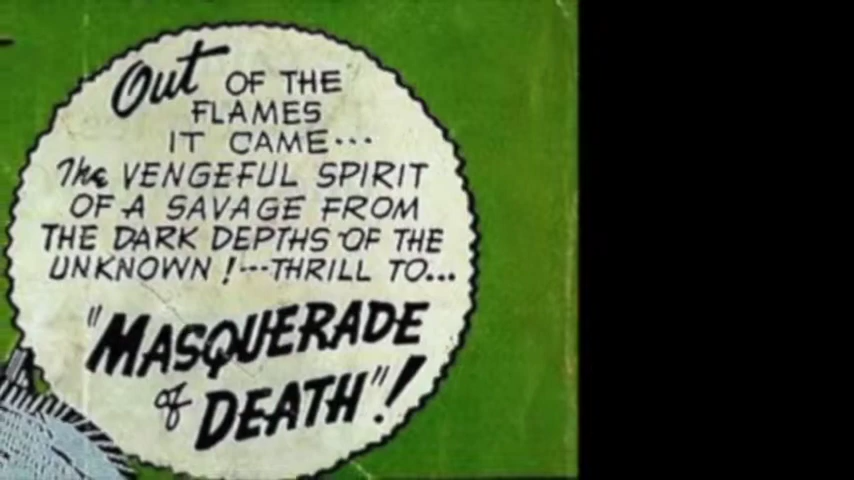 Out OF THE
FLAMES
IT CAME...
The VENGEFUL SPIRIT
OF A SAVAGE FROM
THE DARK DEPTHS OF THE
UNKNOWN!...THRILL TO...
"MASQUERADE
of DEATH"!